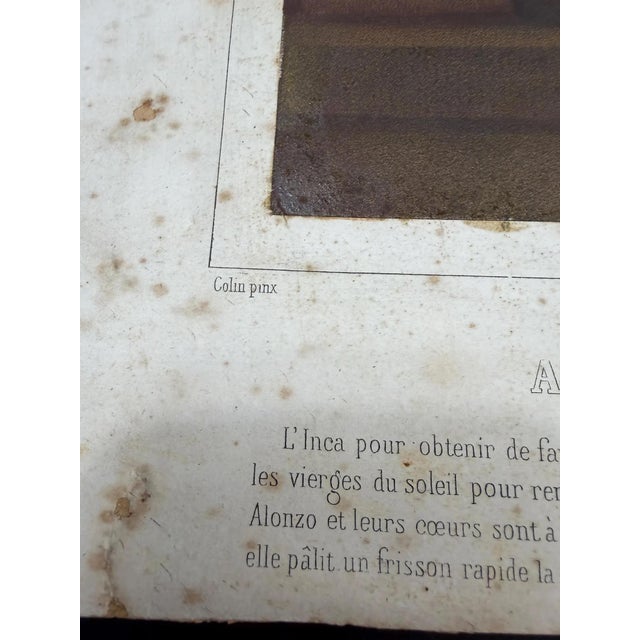 Colin pinx
A
L'Inca pour obtenir de fa
les vierges du soleil pour ren
Alonzo et leurs cœurs sont à
elle pâlit un frisson rapide la